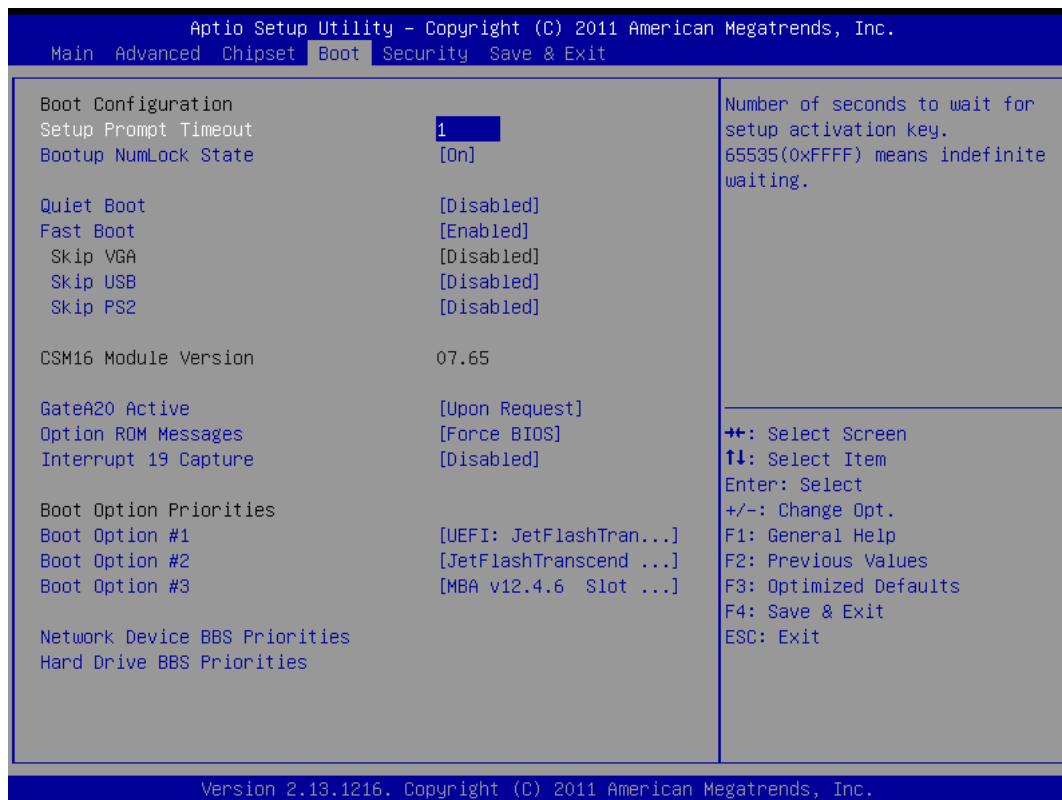 Aptio Setup Utility – Copyright (C) 2011 American Megatrends, Inc.
Main Advanced Chipset Boot Security Save & Exit
Boot Configuration
Setup Prompt Timeout 1
Bootup NumLock State [On]
Quiet Boot [Disabled]
Fast Boot [Enabled]
Skip VGA [Disabled]
Skip USB [Disabled]
Skip PS2 [Disabled]
CSM16 Module Version 07.65
GateA20 Active [Upon Request]
Option ROM Messages [Force BIOS]
Interrupt 19 Capture [Disabled]
Boot Option Priorities
Boot Option #1 [UEFI: JetFlashTran...]
Boot Option #2 [JetFlashTranscend ...]
Boot Option #3 [MBA v12.4.6 Slot ...]
Network Device BBS Priorities
Hard Drive BBS Priorities
Number of seconds to wait for
setup activation key.
65535(0xFFFF) means indefinite
waiting.
→←: Select Screen
↑↓: Select Item
Enter: Select
+/-: Change Opt.
F1: General Help
F2: Previous Values
F3: Optimized Defaults
F4: Save & Exit
ESC: Exit
Version 2.13.1216. Copyright (C) 2011 American Megatrends, Inc.